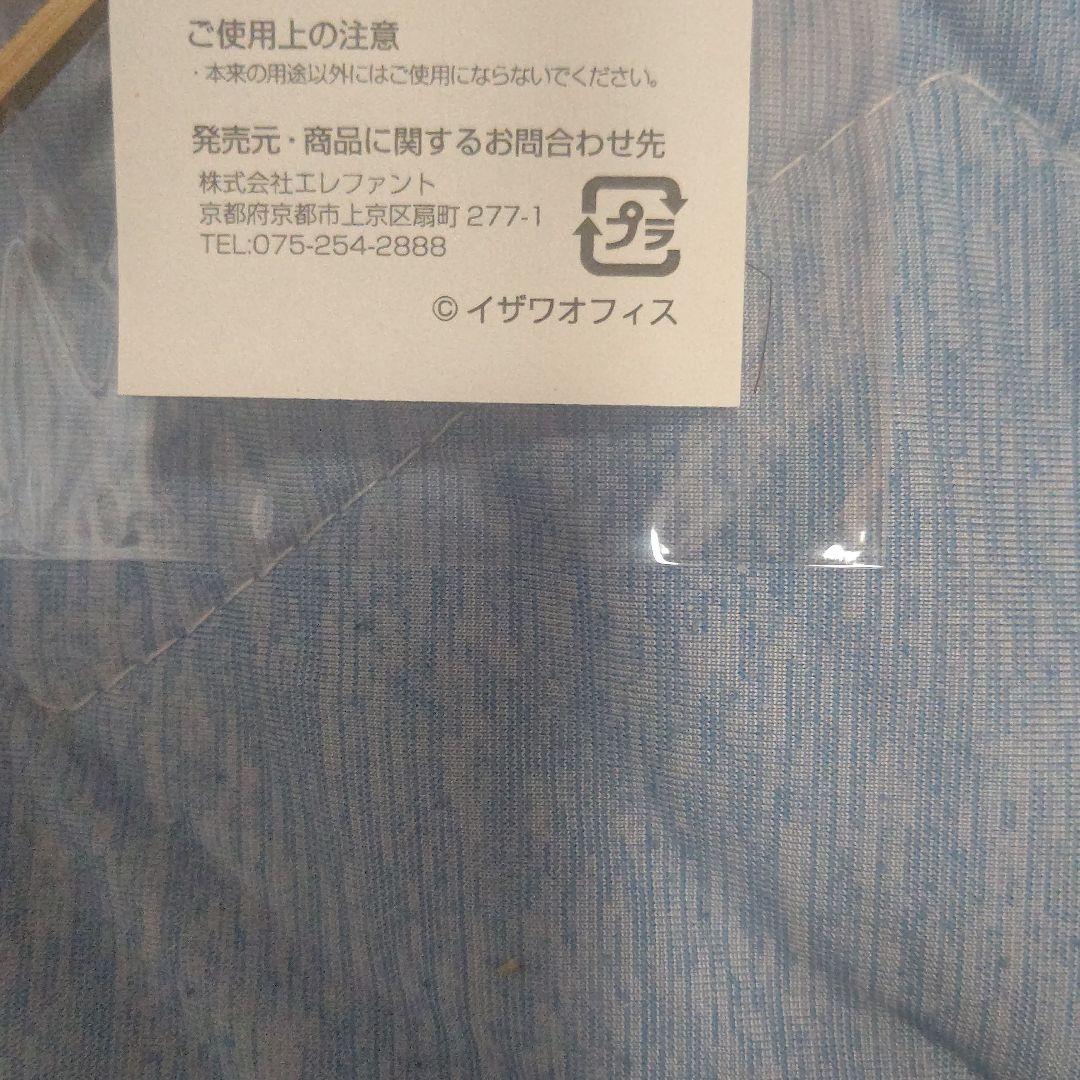 ご使用上の注意
・本来の用途以外にはご使用にならないでください。
発売元・商品に関するお問合わせ先
株式会社エレファント
京都府京都市上京区扇町 277-1
TEL:075-254-2888
プラ
© イザワオフィス